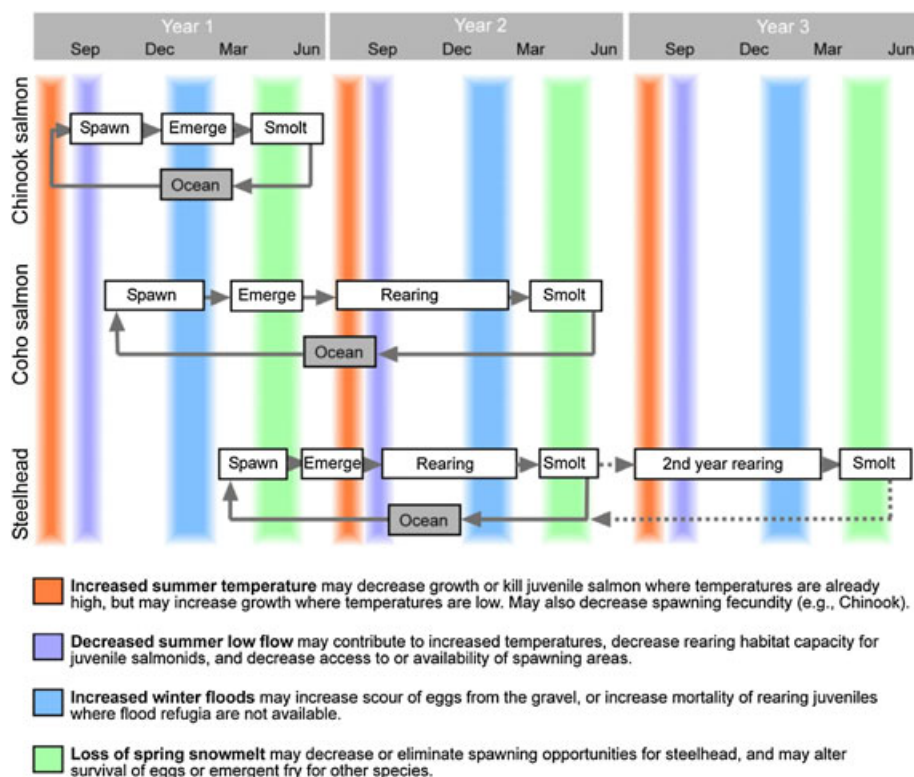 Year 1 Year 2 Year 3
Sep Dec Mar Jun Sep Dec Mar Jun Sep Dec Mar Jun
Chinook salmon
Spawn Emerge Smolt
Ocean
Coho salmon
Spawn Emerge Rearing Smolt
Ocean
Steelhead
Spawn Emerge Rearing Smolt 2nd year rearing Smolt
Ocean
Increased summer temperature may decrease growth or kill juvenile salmon where temperatures are already
high, but may increase growth where temperatures are low. May also decrease spawning fecundity (e.g., Chinook).
Decreased summer low flow may contribute to increased temperatures, decrease rearing habitat capacity for
juvenile salmonids, and decrease access to or availability of spawning areas.
Increased winter floods may increase scour of eggs from the gravel, or increase mortality of rearing juveniles
where flood refugia are not available.
Loss of spring snowmelt may decrease or eliminate spawning opportunities for steelhead, and may alter
survival of eggs or emergent fry for other species.